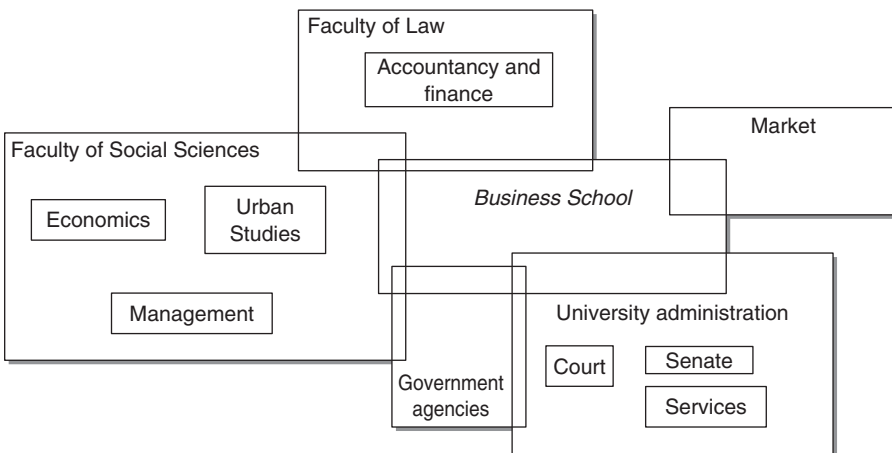 Faculty of Law
Accountancy and
finance
Market
Faculty of Social Sciences
Business School
Economics
Urban
Studies
Management
University administration
Court
Senate
Services
Government
agencies